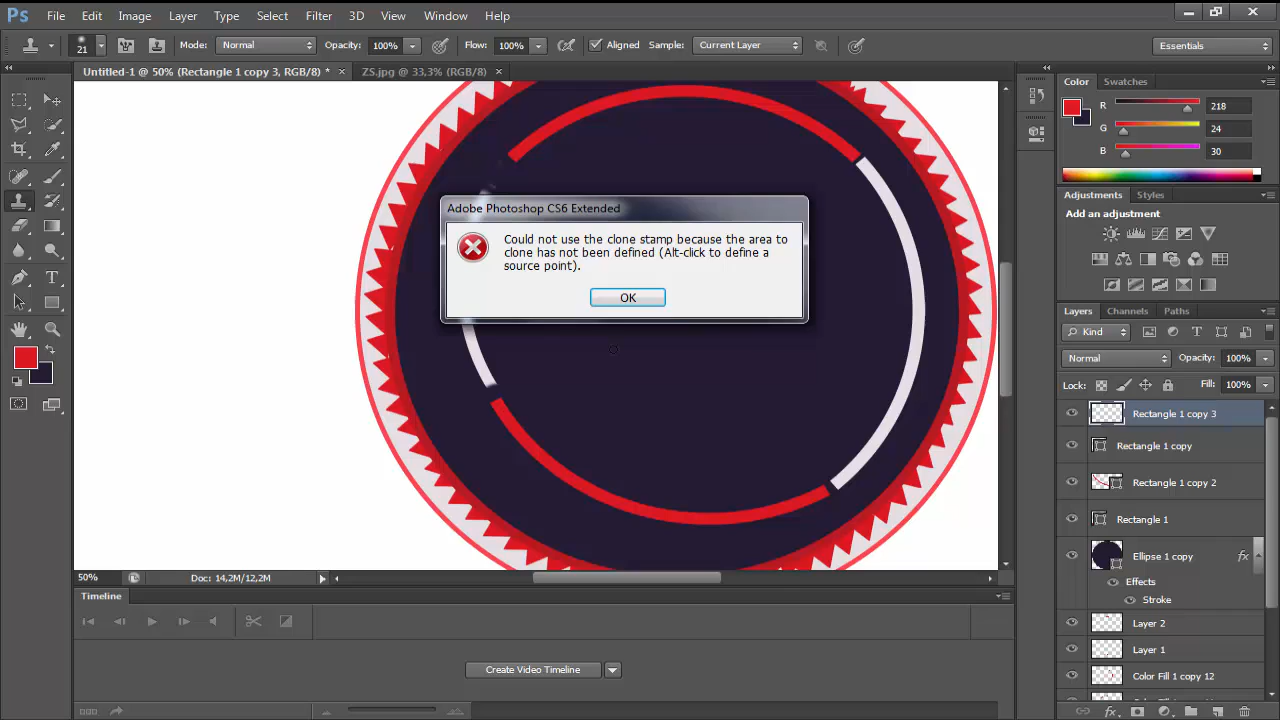 Ps File Edit Image Layer Type Select Filter 3D View Window Help
21 Mode: Normal Opacity: 100% Flow: 100% Aligned Sample: Current Layer Essentials
Untitled-1 @ 50% (Rectangle 1 copy 3, RGB/8) * × ZS.jpg @ 33,3% (RGB/8) ×
Color Swatches
R 218
G 24
B 30
Adjustments Styles
Add an adjustment
Adobe Photoshop CS6 Extended
Could not use the clone stamp because the area to
clone has not been defined (Alt-click to define a
source point).
OK
Layers Channels Paths
Kind
Normal Opacity: 100%
Lock: Fill: 100%
Rectangle 1 copy 3
Rectangle 1 copy
Rectangle 1 copy 2
Rectangle 1
Ellipse 1 copy fx
Effects
Stroke
Layer 2
Layer 1
Color Fill 1 copy 12
50% Doc: 14,2M/12,2M
Timeline
Create Video Timeline
fx